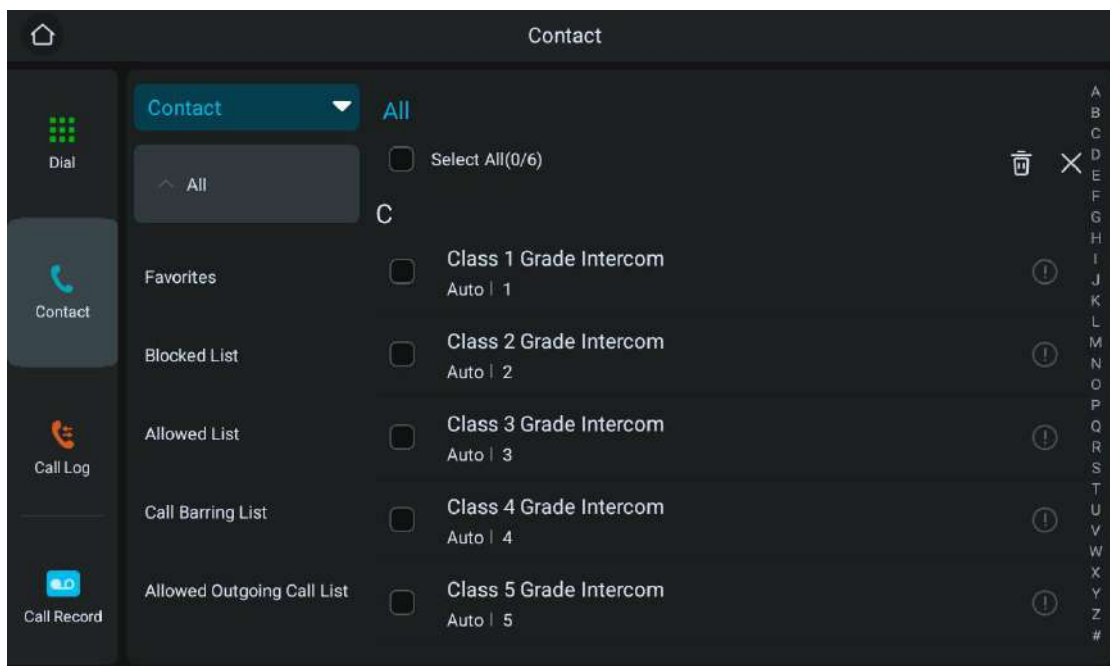 Contact
Dial
Contact
Call Log
Call Record
Contact
All
Favorites
Blocked List
Allowed List
Call Barring List
Allowed Outgoing Call List
All
Select All(0/6)
C
Class 1 Grade Intercom
Auto | 1
Class 2 Grade Intercom
Auto | 2
Class 3 Grade Intercom
Auto | 3
Class 4 Grade Intercom
Auto | 4
Class 5 Grade Intercom
Auto | 5
A
B
C
D
E
F
G
H
I
J
K
L
M
N
O
P
Q
R
S
T
U
V
W
X
Y
Z
#